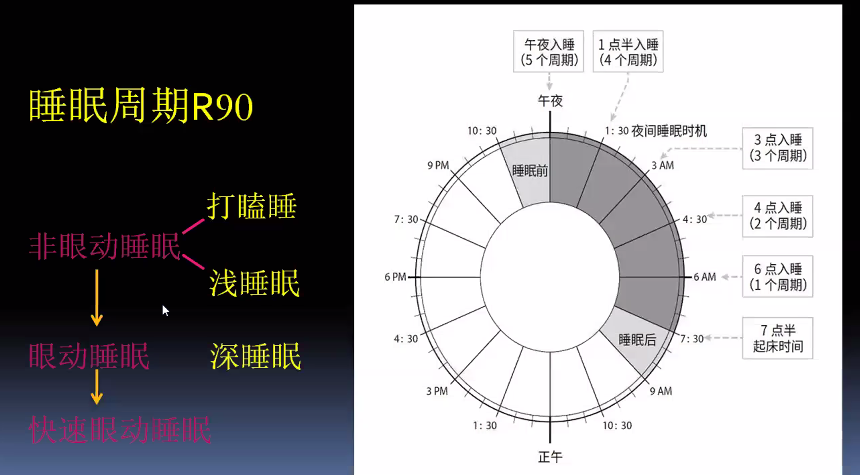 睡眠周期R90
打瞌睡
非眼动睡眠
浅睡眠
眼动睡眠
深睡眠
快速眼动睡眠
午夜入睡
（5 个周期）
1 点半入睡
（4 个周期）
午夜
10: 30
1: 30 夜间睡眠时机
3 点入睡
（3 个周期）
9 PM
睡眠前
3 AM
7: 30
4: 30
4 点入睡
（2 个周期）
6 PM
6 AM
6 点入睡
（1 个周期）
4: 30
睡眠后
7: 30
7 点半
起床时间
3 PM
9 AM
1: 30
10: 30
正午